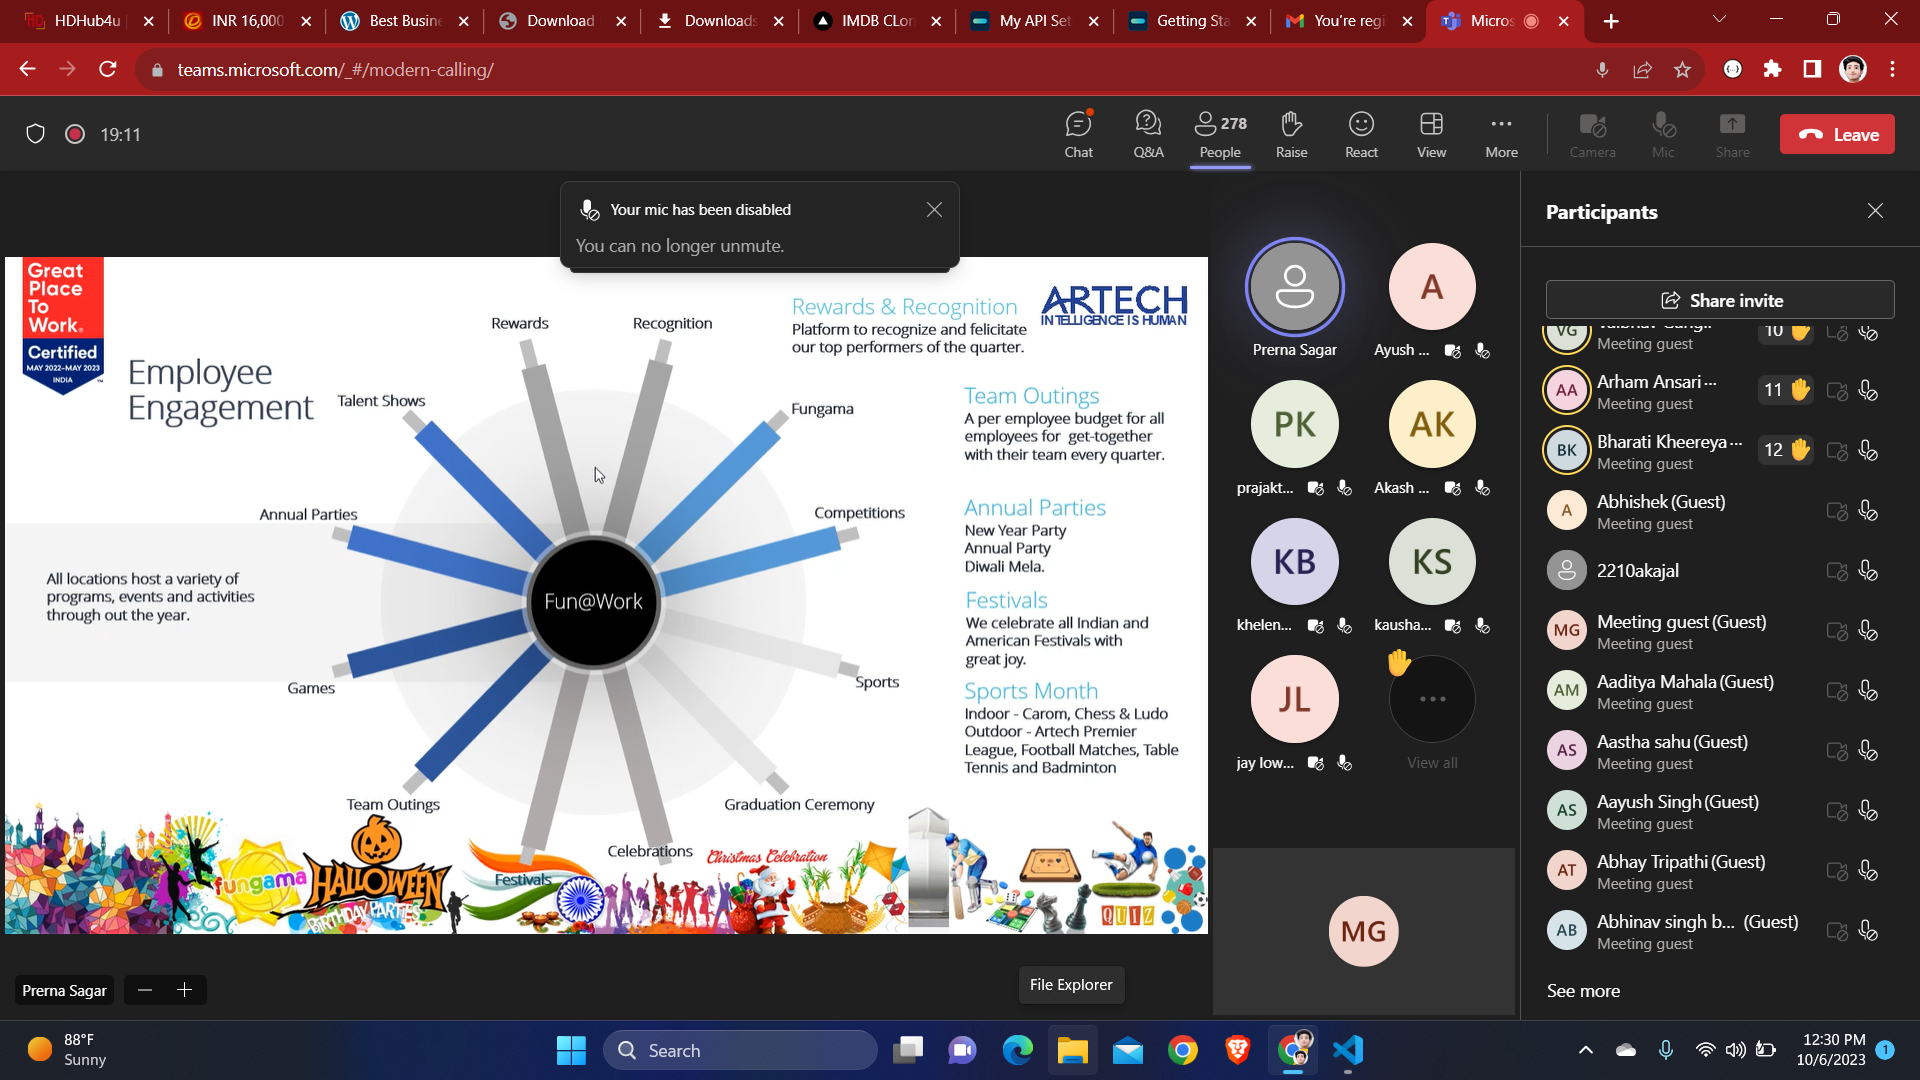 HDHub4u
INR 16,000
Best Busine
Download
Downloads
IMDB CLon
My API Set
Getting Sta
You're regi
Micros
teams.microsoft.com/_#/modern-calling/
19:11
Chat
Q&A
278
People
Raise
React
View
More
Camera
Mic
Share
Leave
Your mic has been disabled
You can no longer unmute.
Great
Place
To
Work.
Certified
MAY 2022-MAY 2023
INDIA
Employee
Engagement
All locations host a variety of
programs, events and activities
through out the year.
Rewards
Recognition
Talent Shows
Fungama
Annual Parties
Competitions
Fun@Work
Games
Sports
Team Outings
Graduation Ceremony
Festivals
Celebrations
ARTECH
INTELLIGENCE IS HUMAN
Rewards & Recognition
Platform to recognize and felicitate
our top performers of the quarter.
Team Outings
A per employee budget for all
employees for get-together
with their team every quarter.
Annual Parties
New Year Party
Annual Party
Diwali Mela.
Festivals
We celebrate all Indian and
American Festivals with
great joy.
Sports Month
Indoor - Carom, Chess & Ludo
Outdoor - Artech Premier
League, Football Matches, Table
Tennis and Badminton
fungama
HALLOWEEN
BIRTHDAY PARTIES
Christmas Celebration
QUIZ
Prerna Sagar
File Explorer
Prerna Sagar
A
Ayush ...
PK
prajakt...
AK
Akash ...
KB
khelen...
KS
kausha...
JL
jay low...
View all
MG
Participants
Share invite
VG
10
Meeting guest
AA
Arham Ansari ...
11
Meeting guest
BK
Bharati Kheereya ...
12
Meeting guest
A
Abhishek (Guest)
Meeting guest
2210akajal
MG
Meeting guest (Guest)
Meeting guest
AM
Aaditya Mahala (Guest)
Meeting guest
AS
Aastha sahu (Guest)
Meeting guest
AS
Aayush Singh (Guest)
Meeting guest
AT
Abhay Tripathi (Guest)
Meeting guest
AB
Abhinav singh b... (Guest)
Meeting guest
See more
88°F
Sunny
Search
12:30 PM
10/6/2023
1